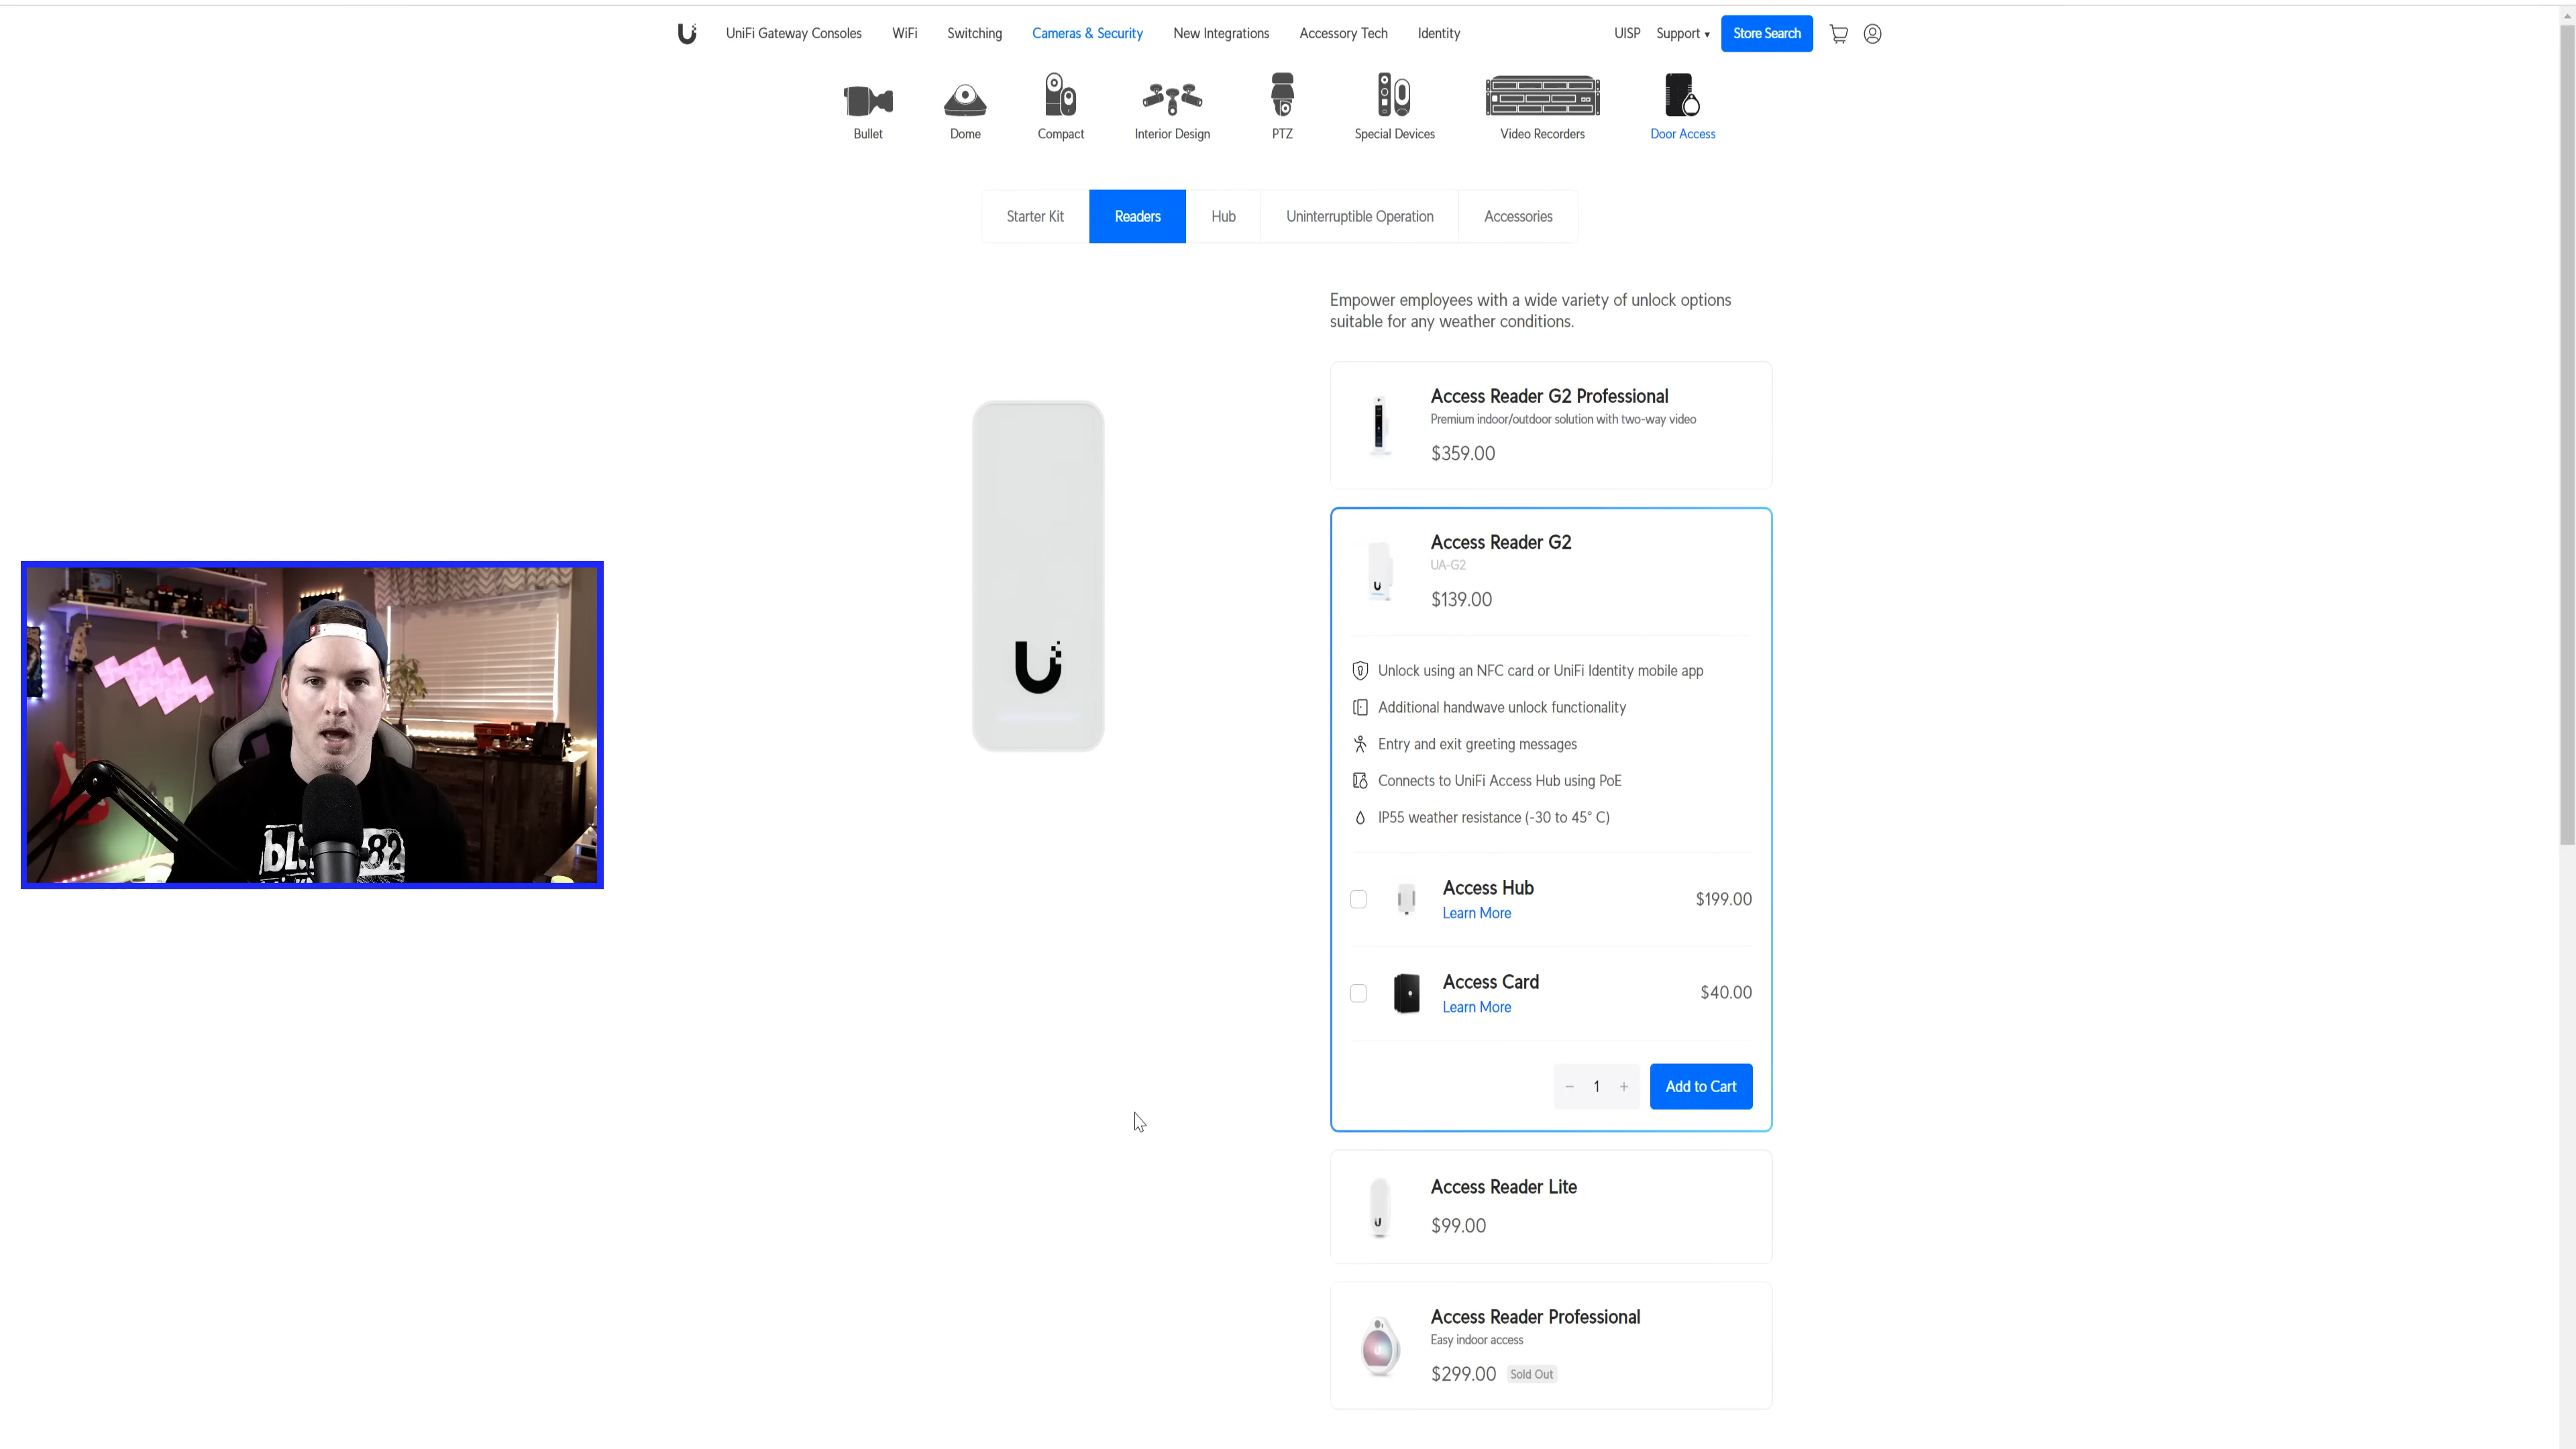 UniFi Gateway Consoles WiFi Switching Cameras & Security New Integrations Accessory Tech Identity UISP Support ▾ Store Search
Bullet Dome Compact Interior Design PTZ Special Devices Video Recorders Door Access
Starter Kit Readers Hub Uninterruptible Operation Accessories
Empower employees with a wide variety of unlock options
suitable for any weather conditions.
Access Reader G2 Professional
Premium indoor/outdoor solution with two-way video
$359.00
Access Reader G2
UA-G2
$139.00
Unlock using an NFC card or UniFi Identity mobile app
Additional handwave unlock functionality
Entry and exit greeting messages
Connects to UniFi Access Hub using PoE
IP55 weather resistance (-30 to 45° C)
Access Hub
Learn More
$199.00
Access Card
Learn More
$40.00
− 1 + Add to Cart
Access Reader Lite
$99.00
Access Reader Professional
Easy indoor access
$299.00 Sold Out
82